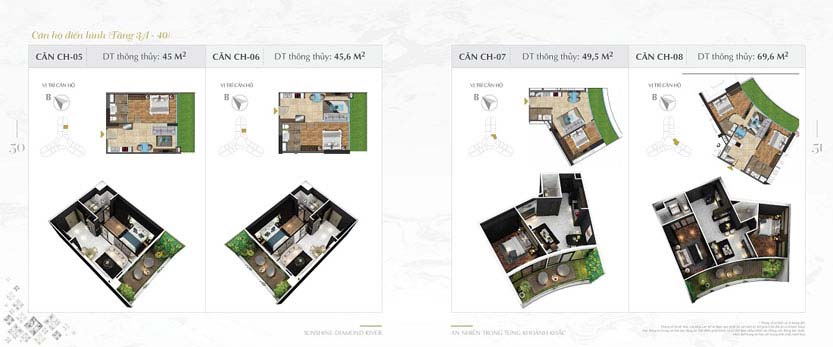 Căn hộ điển hình (Tầng 3A - 40)
CĂN CH-05
DT thông thủy: 45 M²
VỊ TRÍ CĂN HỘ
B
CĂN CH-06
DT thông thủy: 45,6 M²
VỊ TRÍ CĂN HỘ
B
CĂN CH-07
DT thông thủy: 49,5 M²
VỊ TRÍ CĂN HỘ
B
CĂN CH-08
DT thông thủy: 69,6 M²
VỊ TRÍ CĂN HỘ
B
30
31
SUNSHINE DIAMOND RIVER
AN NHIÊN TRONG TỪNG KHOẢNH KHẮC